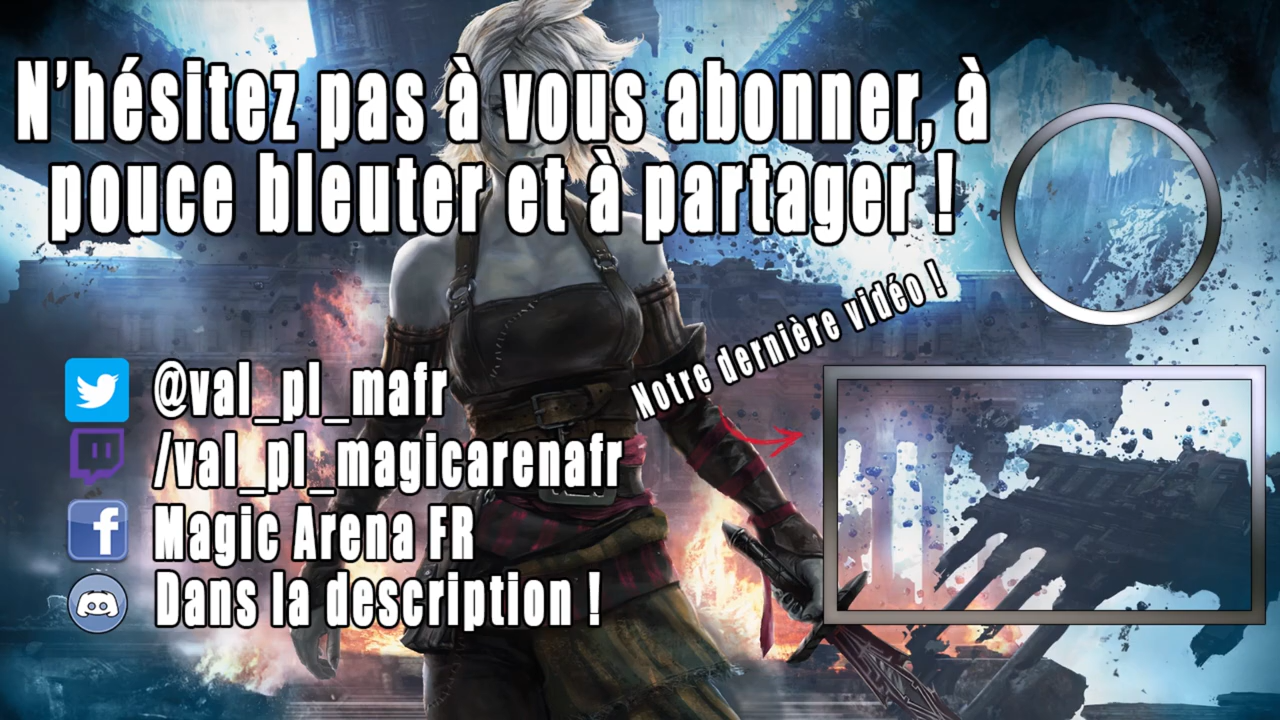 N'hésitez pas à vous abonner, à
pouce bleuter et à partager !
Notre dernière vidéo !
@val_pl_mafr
/val_pl_magicarenafr
Magic Arena FR
Dans la description !